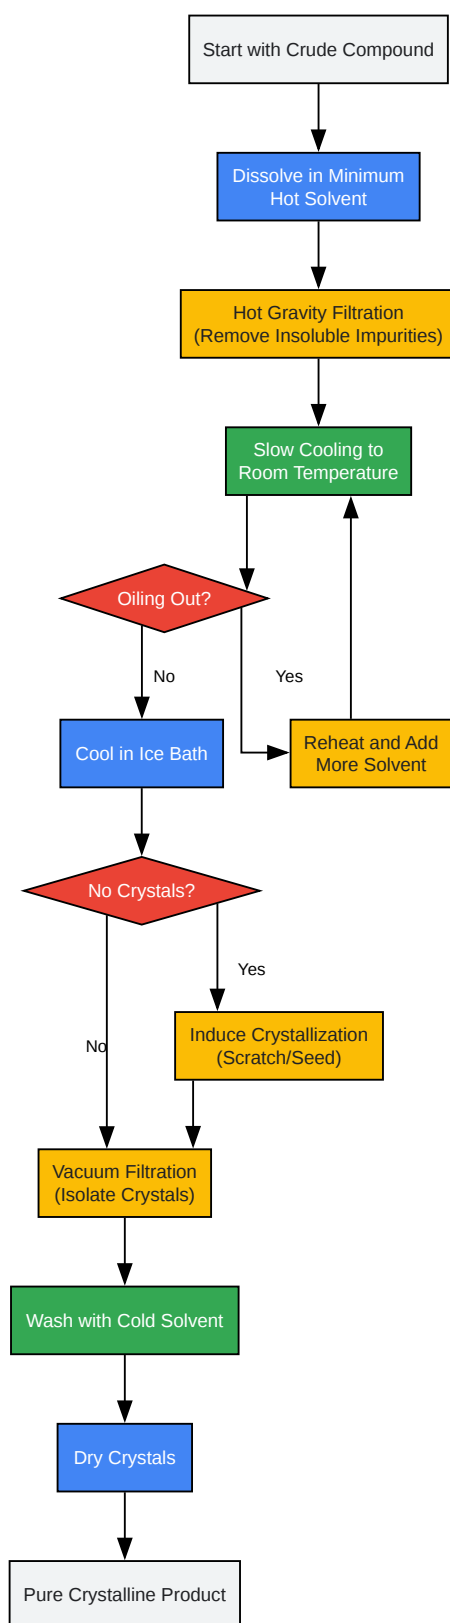 Start with Crude Compound
Dissolve in Minimum
Hot Solvent
Hot Gravity Filtration
(Remove Insoluble Impurities)
Slow Cooling to
Room Temperature
Oiling Out?
No
Yes
Cool in Ice Bath
Reheat and Add
More Solvent
No Crystals?
Yes
Induce Crystallization
(Scratch/Seed)
No
Vacuum Filtration
(Isolate Crystals)
Wash with Cold Solvent
Dry Crystals
Pure Crystalline Product